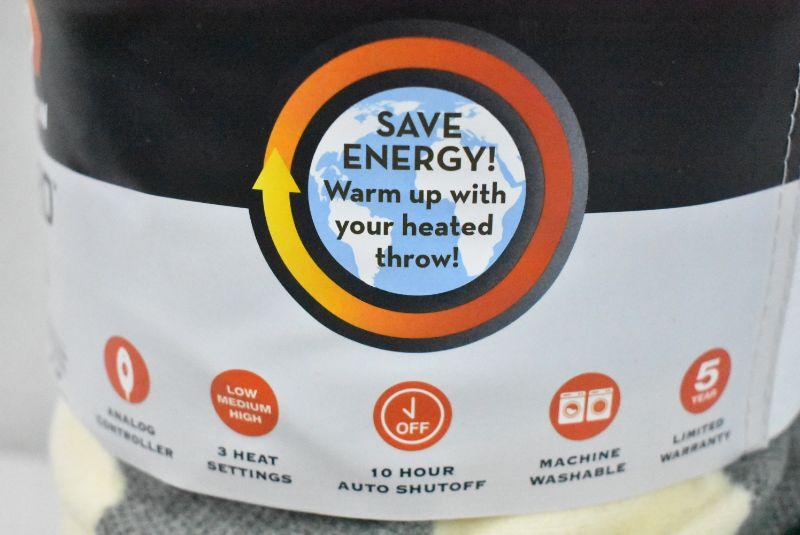 SAVE
ENERGY!
Warm up with
your heated
throw!
ANALOG
CONTROLLER
LOW
MEDIUM
HIGH
3 HEAT
SETTINGS
OFF
10 HOUR
AUTO SHUTOFF
MACHINE
WASHABLE
5
YEAR
LIMITED
WARRANTY